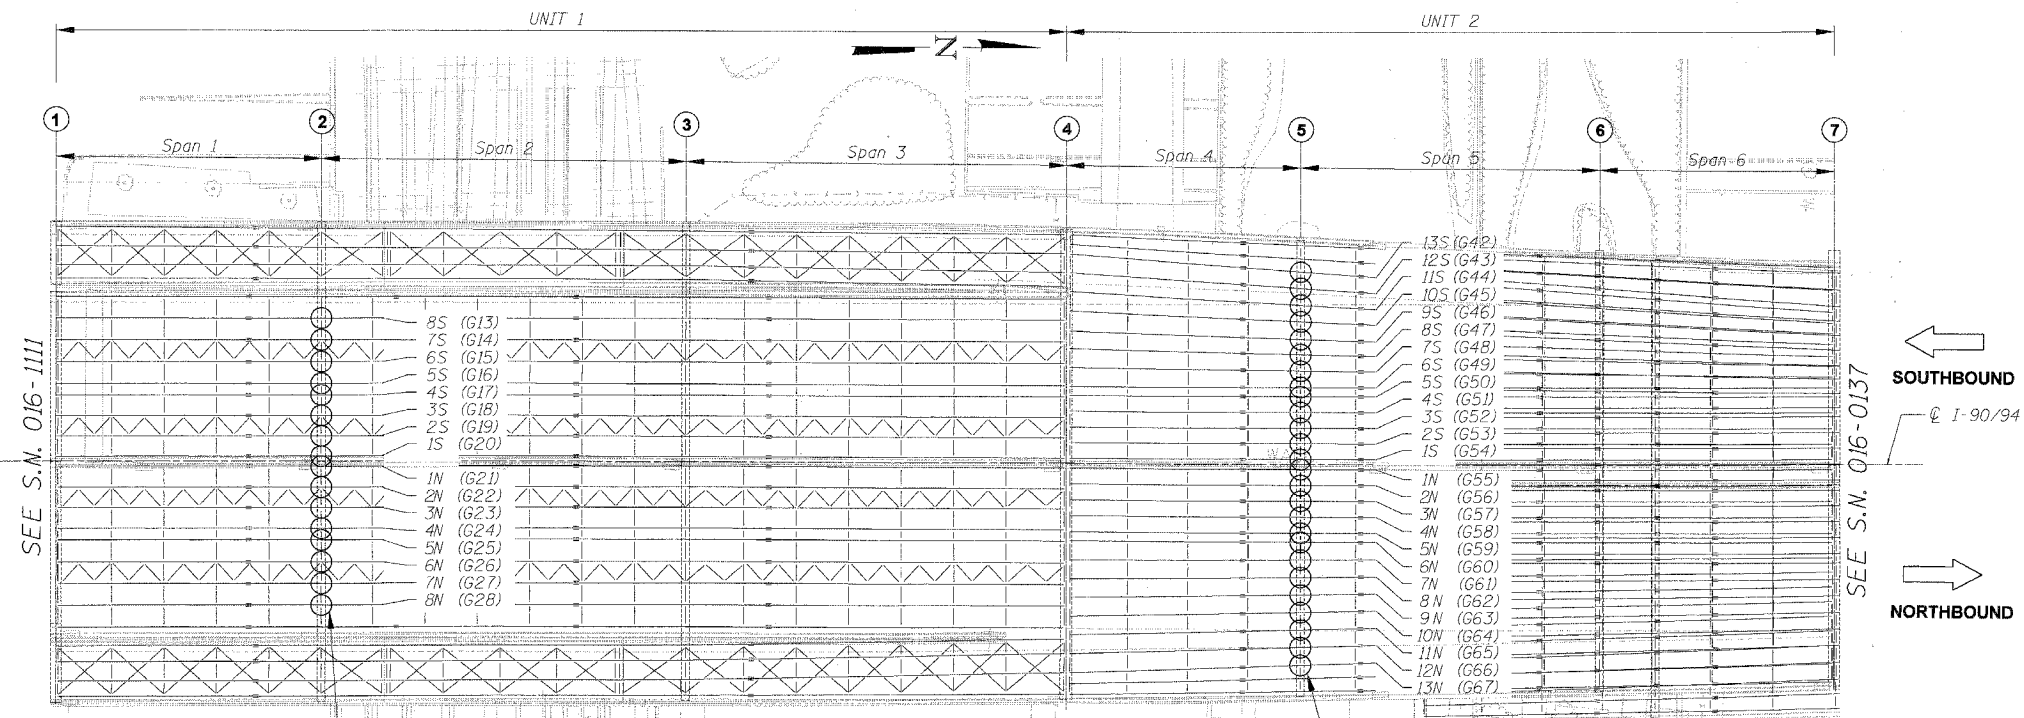 UNIT 1
UNIT 2
N
1
2
3
4
5
6
7
Span 1
Span 2
Span 3
Span 4
Span 5
Span 6
8S (G13)
7S (G14)
6S (G15)
5S (G16)
4S (G17)
3S (G18)
2S (G19)
1S (G20)
1N (G21)
2N (G22)
3N (G23)
4N (G24)
5N (G25)
6N (G26)
7N (G27)
8N (G28)
13S (G42)
12S (G43)
11S (G44)
10S (G45)
9S (G46)
8S (G47)
7S (G48)
6S (G49)
5S (G50)
4S (G51)
3S (G52)
2S (G53)
1S (G54)
1N (G55)
2N (G56)
3N (G57)
4N (G58)
5N (G59)
6N (G60)
7N (G61)
8N (G62)
9N (G63)
10N (G64)
11N (G65)
12N (G66)
13N (G67)
SEE S.N. 016-1111
SEE S.N. 016-0137
SOUTHBOUND
℄ I-90/94
NORTHBOUND